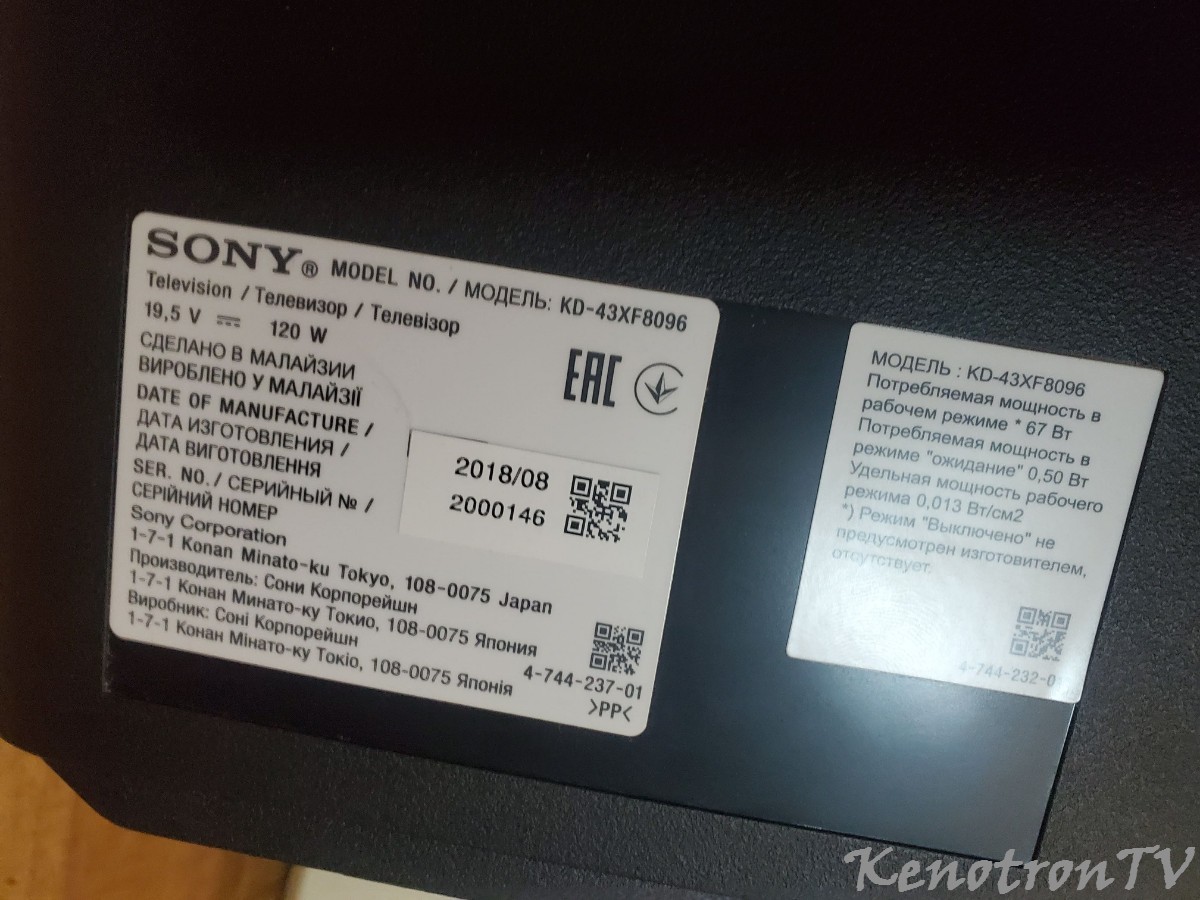 SONY® MODEL NO. / МОДЕЛЬ: KD-43XF8096
Television / Телевизор / Телевізор
19,5 V ⎓ 120 W
СДЕЛАНО В МАЛАЙЗИИ
ВИРОБЛЕНО У МАЛАЙЗІЇ
DATE OF MANUFACTURE /
ДАТА ИЗГОТОВЛЕНИЯ /
ДАТА ВИГОТОВЛЕННЯ
SER. NO. / СЕРИЙНЫЙ № /
СЕРІЙНИЙ НОМЕР
EAC
2018/08
2000146
Sony Corporation
1-7-1 Konan Minato-ku Tokyo, 108-0075 Japan
Производитель: Сони Корпорейшн
1-7-1 Конан Минато-ку Токио, 108-0075 Япония
Виробник: Соні Корпорейшн
1-7-1 Конан Мінато-ку Токіо, 108-0075 Японія
4-744-237-01
>PP<
МОДЕЛЬ : KD-43XF8096
Потребляемая мощность в
рабочем режиме * 67 Вт
Потребляемая мощность в
режиме "ожидание" 0,50 Вт
Удельная мощность рабочего
режима 0,013 Вт/см2
*) Режим "Выключено" не
предусмотрен изготовителем,
отсутствует.
4-744-232-0
KenotronTV